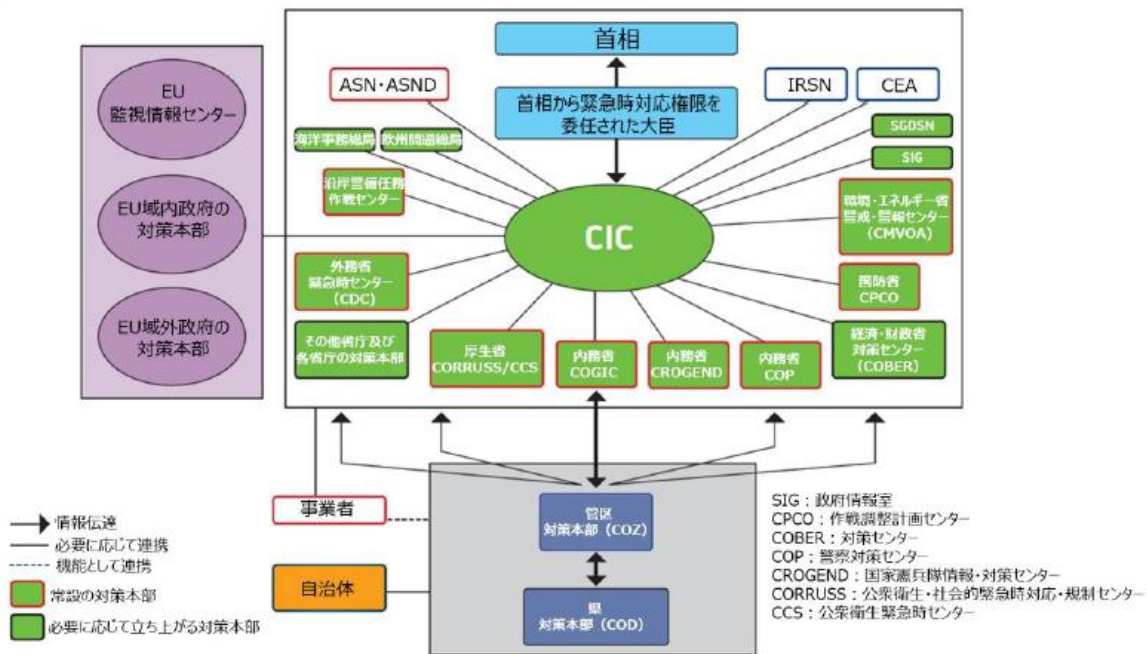 首相
首相から緊急時対応権限を
委任された大臣
ASN・ASND
IRSN
CEA
EU
監視情報センター
EU域内政府の
対策本部
EU域外政府の
対策本部
海洋事務総局
欧州問題総局
SGDSN
SIG
沿岸警備任務
作戦センター
環境・エネルギー省
警戒・警報センター
(CMVOA)
CIC
外務省
緊急時センター
(CDC)
国防省
CPCO
その他省庁及び
各省庁の対策本部
厚生省
CORRUSS/CCS
内務省
COGIC
内務省
CROGEND
内務省
COP
経済・財政省
対策センター
(COBER)
事業者
自治体
管区
対策本部（COZ）
県
対策本部（COD）
情報伝達
必要に応じて連携
機能として連携
常設の対策本部
必要に応じて立ち上がる対策本部
SIG：政府情報室
CPCO：作戦調整計画センター
COBER：対策センター
COP：警察対策センター
CROGEND：国家憲兵隊情報・対策センター
CORRUSS：公衆衛生・社会的緊急時対応・規制センター
CCS：公衆衛生緊急時センター